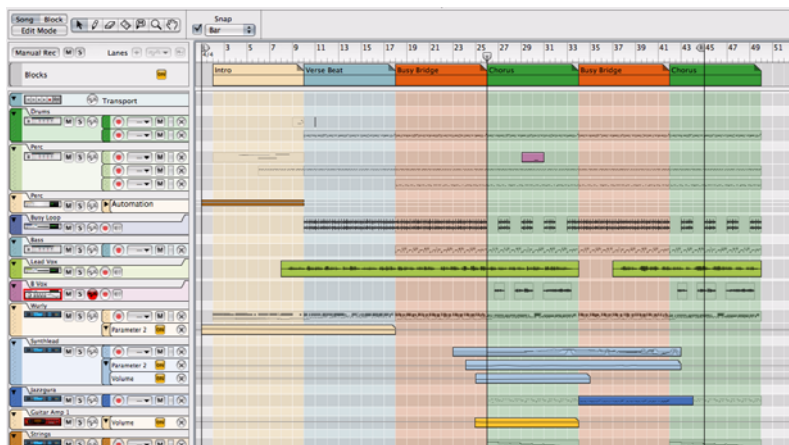 Song Block
Edit Mode
Snap
Bar
Manual Rec M S Lanes
4/4
3 5 7 9 11 13 15 17 19 21 23 25 27 29 31 33 35 37 39 41 43 45 47 49 51
Blocks
Intro Verse Beat Busy Bridge Chorus Busy Bridge Chorus
M S Transport
Drums
M S M
M
Perc
M S M
M
M
Perc
M S Automation
Busy Loop
M S
Bass
M S M
Lead Vox
M S
B Vox
M S
Wurly
M S M
Parameter 2
Synthlead
M S M
Parameter 2
Volume
M S M
Guitar Amp 1
M S Volume
Strings